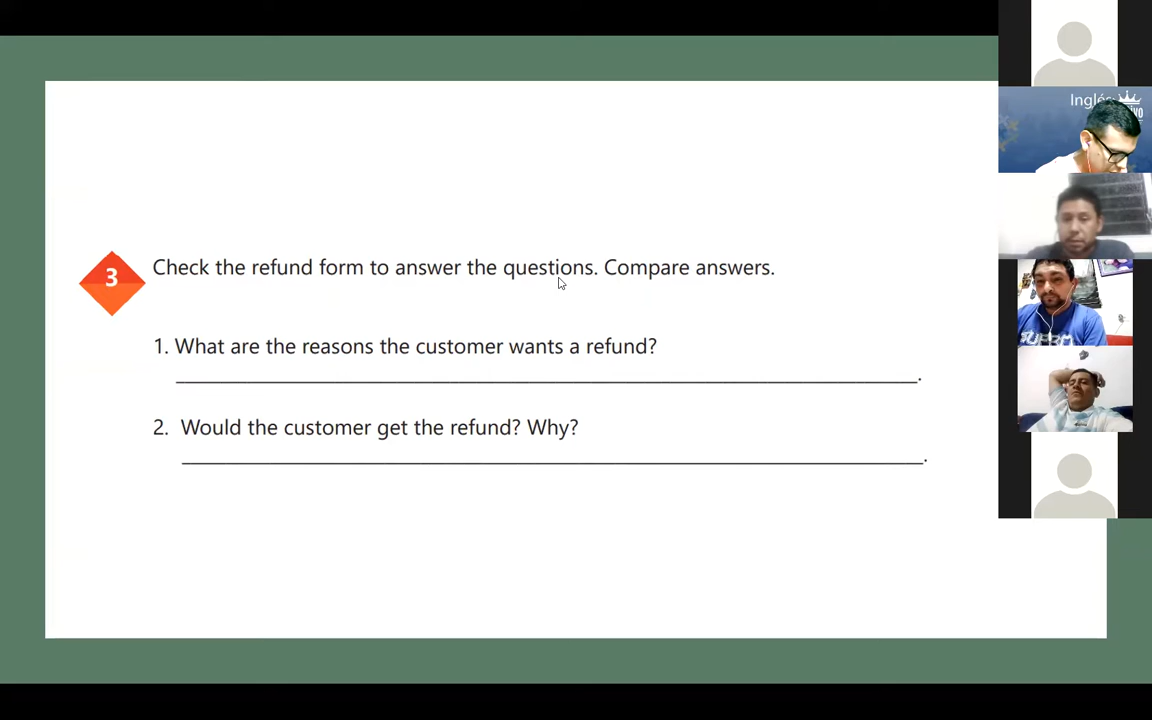 3
Check the refund form to answer the questions. Compare answers.
1. What are the reasons the customer wants a refund?
2. Would the customer get the refund? Why?